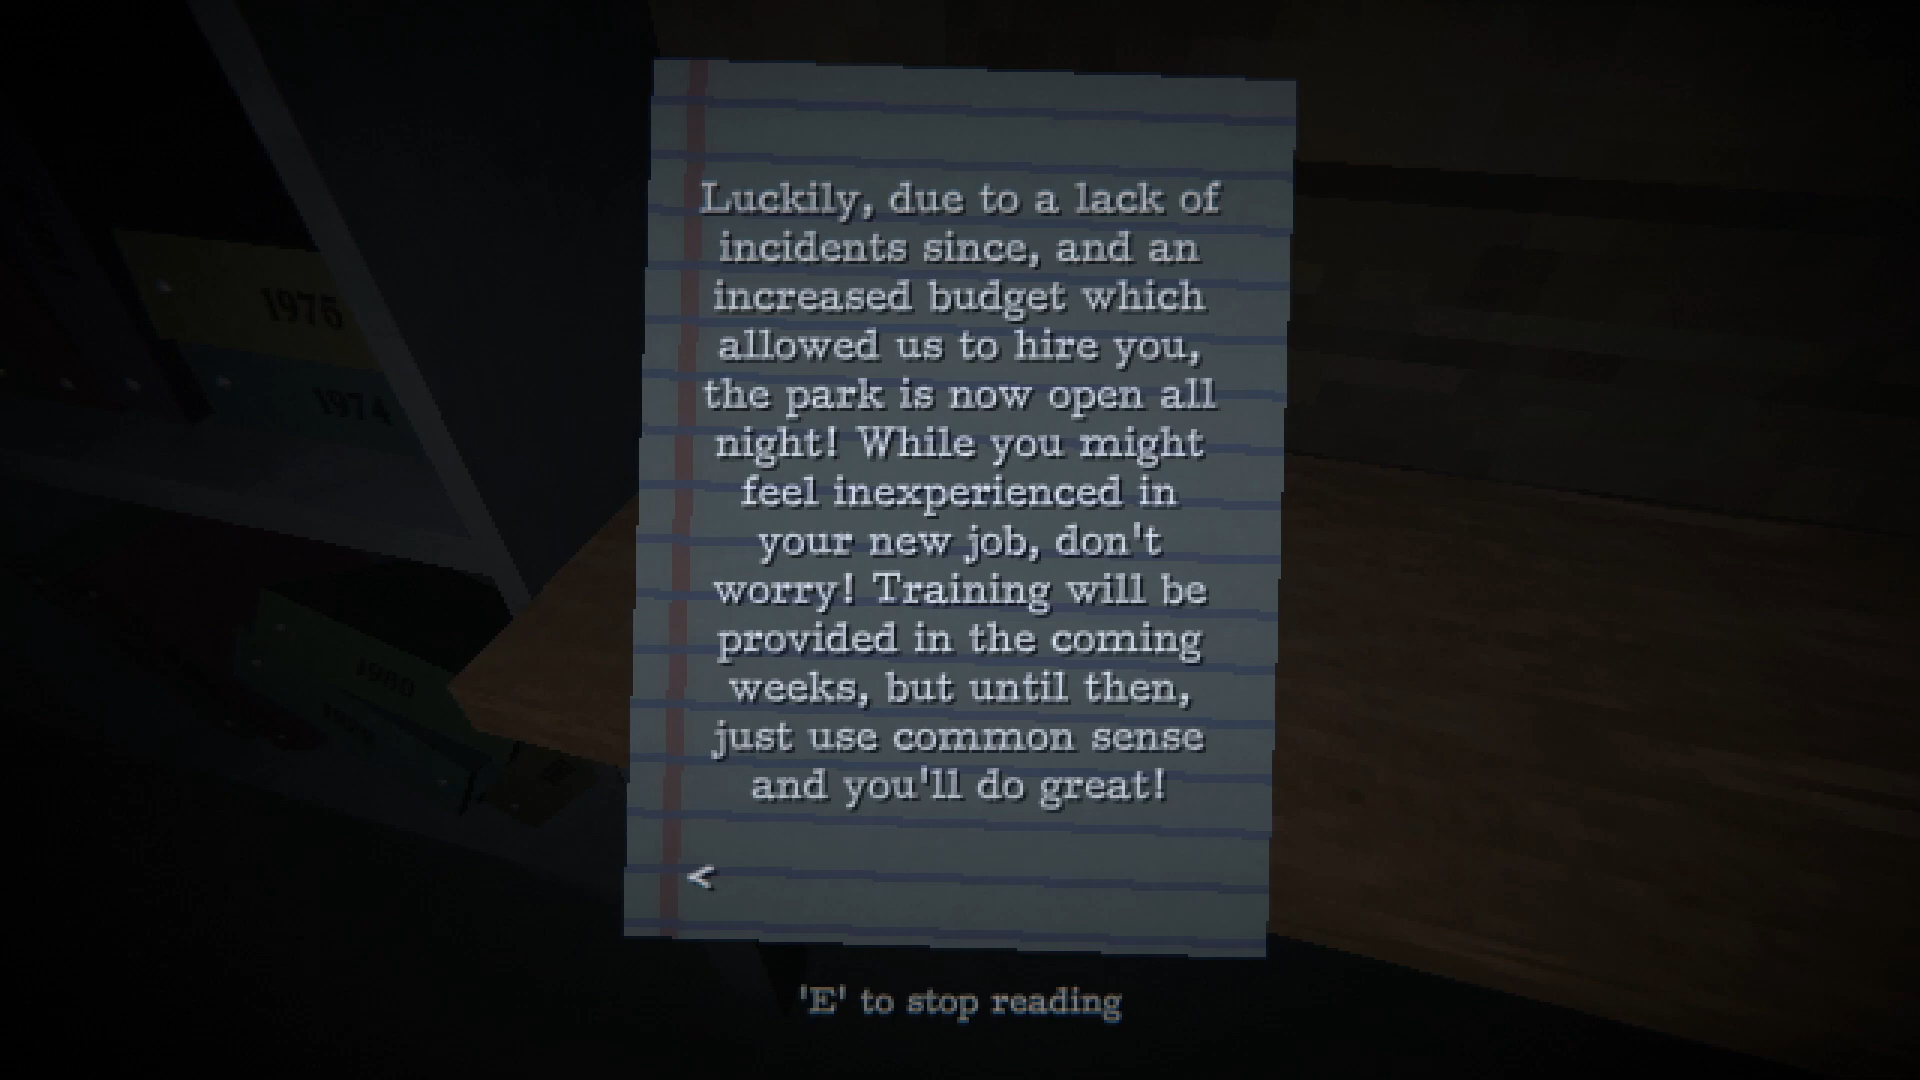 Luckily, due to a lack of
incidents since, and an
increased budget which
allowed us to hire you,
the park is now open all
night! While you might
feel inexperienced in
your new job, don't
worry! Training will be
provided in the coming
weeks, but until then,
just use common sense
and you'll do great!
<
'E' to stop reading
1975
1974
1980